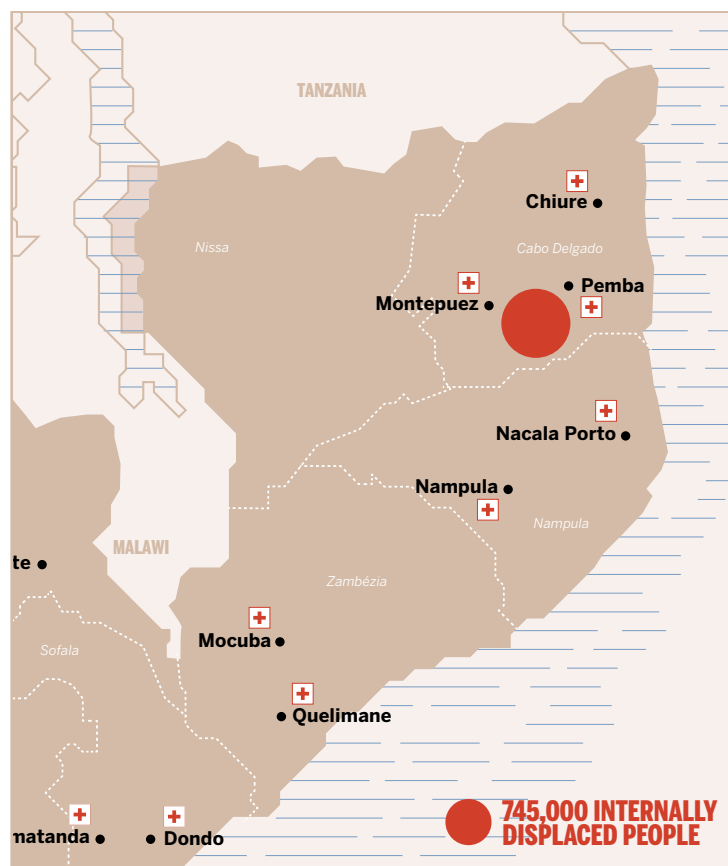 TANZANIA
Chiure
Nissa
Cabo Delgado
Pemba
Montepuez
Nacala Porto
Nampula
Nampula
MALAWI
te
Zambézia
Mocuba
Sofala
Quelimane
745,000 INTERNALLY
DISPLACED PEOPLE
matanda
Dondo